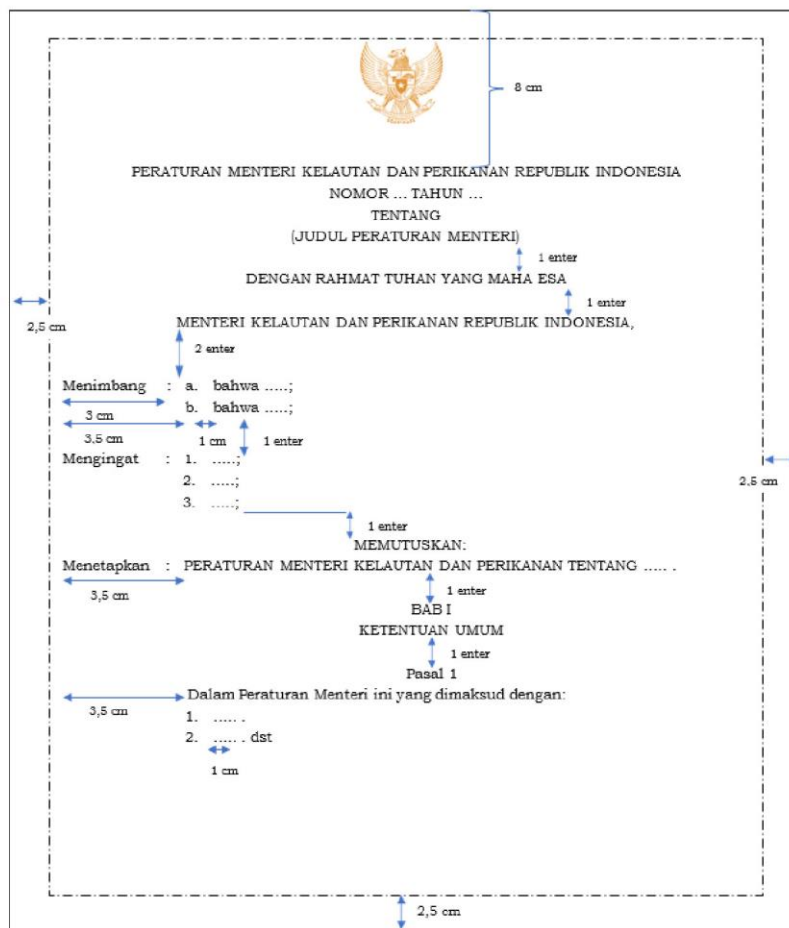 8 cm
PERATURAN MENTERI KELAUTAN DAN PERIKANAN REPUBLIK INDONESIA
NOMOR ... TAHUN ...
TENTANG
(JUDUL PERATURAN MENTERI)
1 enter
DENGAN RAHMAT TUHAN YANG MAHA ESA
1 enter
2,5 cm
MENTERI KELAUTAN DAN PERIKANAN REPUBLIK INDONESIA,
2 enter
Menimbang : a. bahwa .....;
b. bahwa .....;
3 cm
3,5 cm
1 cm
1 enter
Mengingat : 1. .....;
2. .....;
3. .....;
2,5 cm
1 enter
MEMUTUSKAN:
Menetapkan : PERATURAN MENTERI KELAUTAN DAN PERIKANAN TENTANG ..... .
3,5 cm
1 enter
BAB I
KETENTUAN UMUM
1 enter
Pasal 1
Dalam Peraturan Menteri ini yang dimaksud dengan:
3,5 cm
1. ..... .
2. ..... . dst
1 cm
2,5 cm